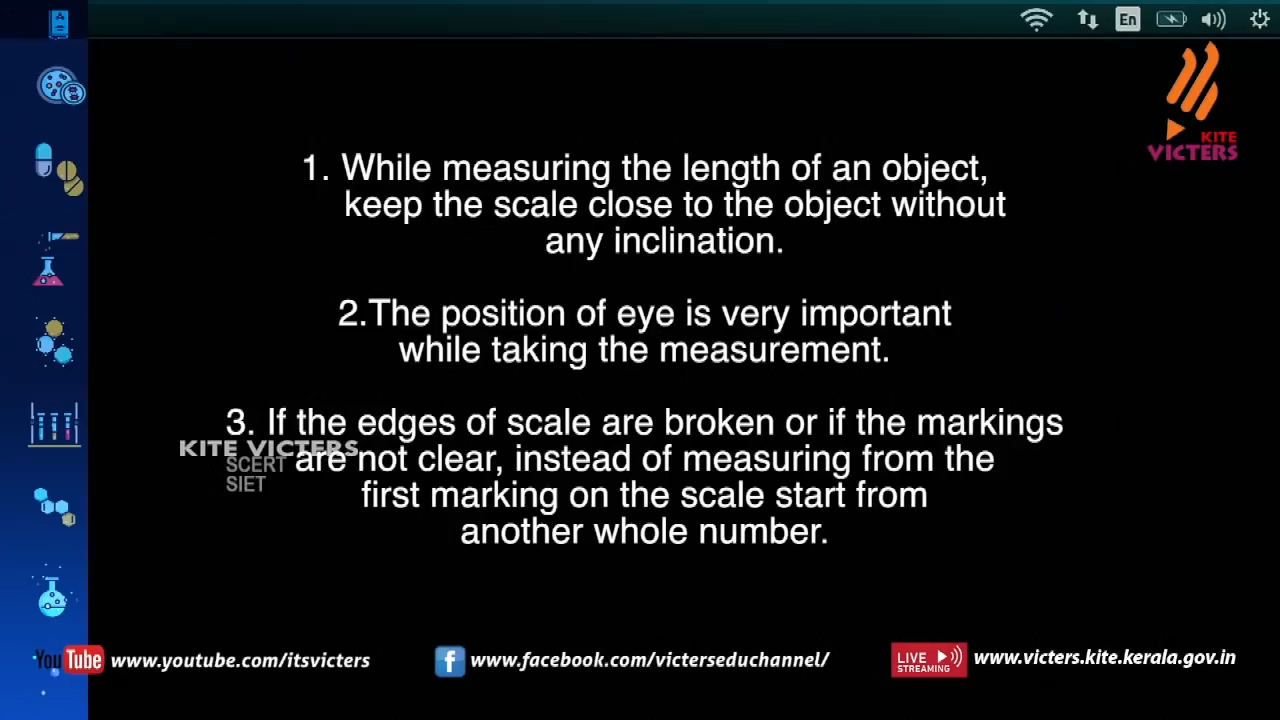 En
KITE
VICTERS
1. While measuring the length of an object,
keep the scale close to the object without
any inclination.
2.The position of eye is very important
while taking the measurement.
3. If the edges of scale are broken or if the markings
KITE VICTERS
SCERT
SIET
are not clear, instead of measuring from the
first marking on the scale start from
another whole number.
YouTube www.youtube.com/itsvicters
f www.facebook.com/victerseduchannel/
LIVE
STREAMING
www.victers.kite.kerala.gov.in